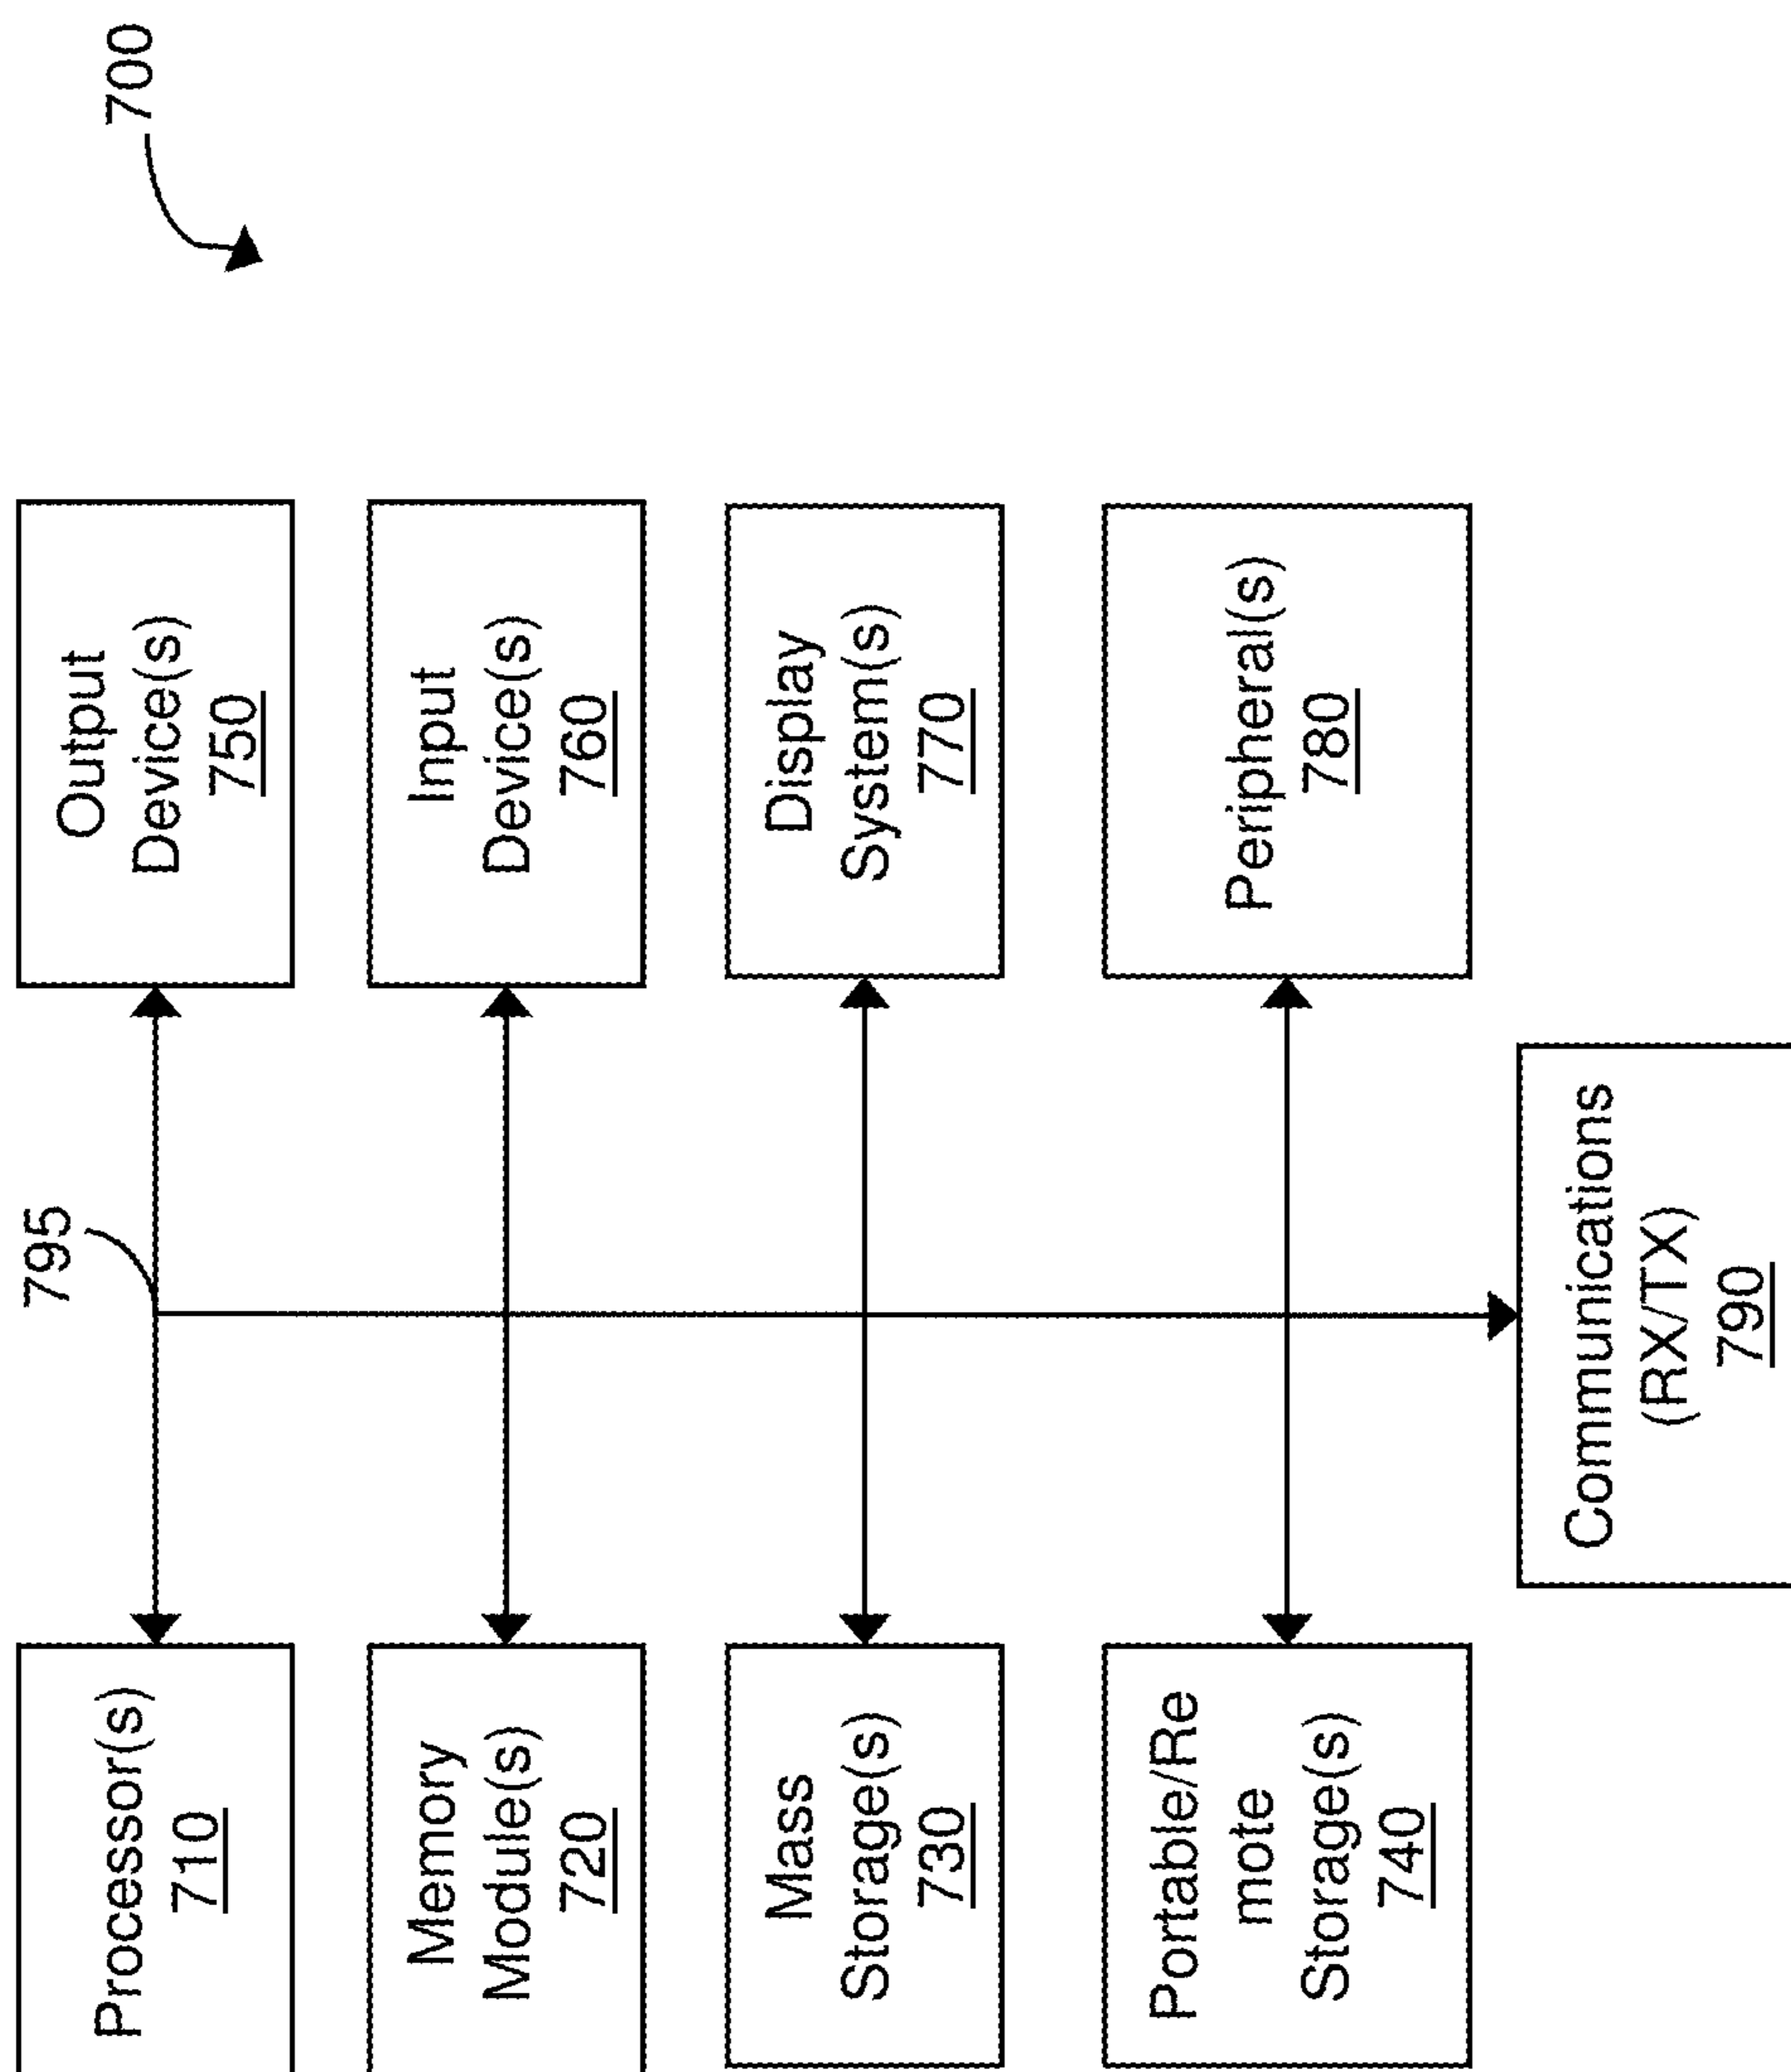 700
795
Processor(s)
710
Output
Device(s)
750
Memory
Module(s)
720
Input
Device(s)
760
Mass
Storage(s)
730
Display
System(s)
770
Portable/Re
mote
Storage(s)
740
Peripheral(s)
780
Communications
(RX/TX)
790